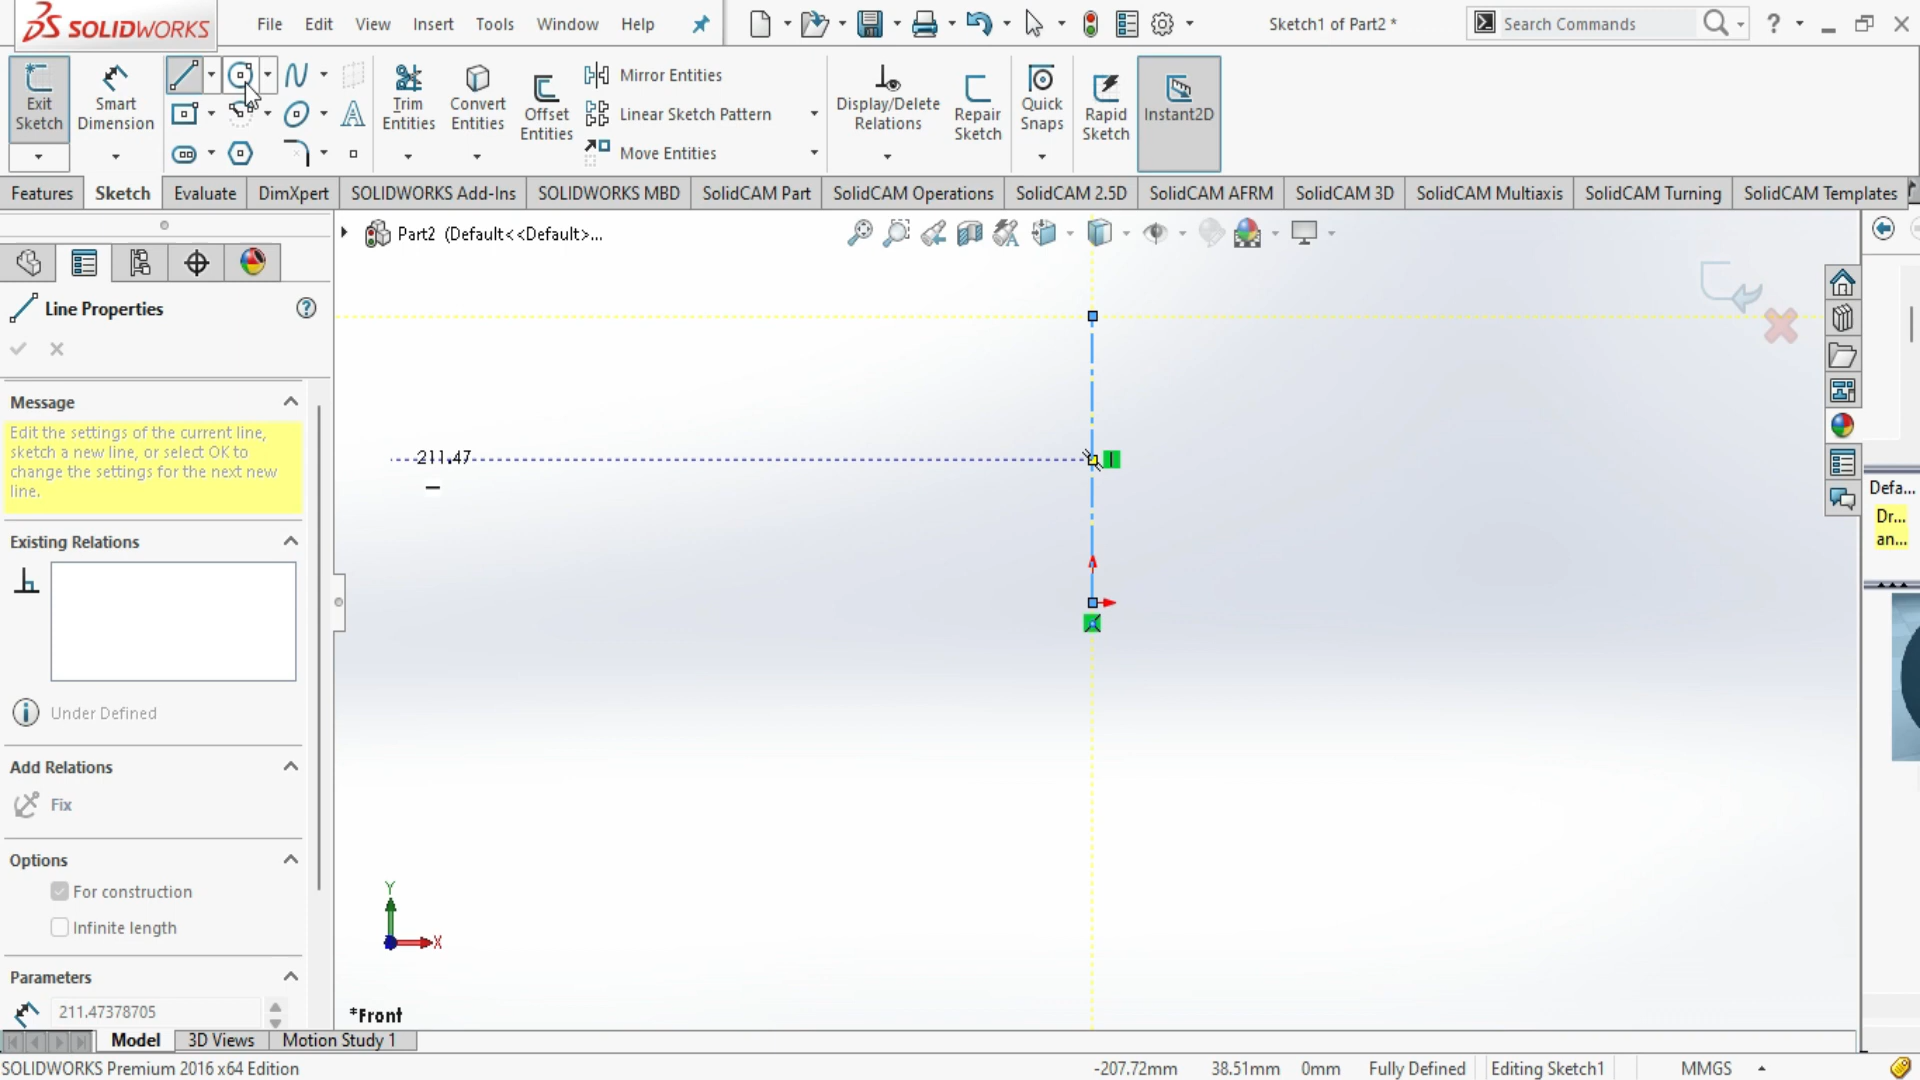 SOLIDWORKS
File Edit View Insert Tools Window Help
Sketch1 of Part2 *
Search Commands
Exit Sketch
Smart Dimension
Trim Entities
Convert Entities
Offset Entities
Mirror Entities
Linear Sketch Pattern
Move Entities
Display/Delete Relations
Repair Sketch
Quick Snaps
Rapid Sketch
Instant2D
Features Sketch Evaluate DimXpert SOLIDWORKS Add-Ins SOLIDWORKS MBD SolidCAM Part SolidCAM Operations SolidCAM 2.5D SolidCAM AFRM SolidCAM 3D SolidCAM Multiaxis SolidCAM Turning SolidCAM Templates
Part2 (Default<<Default>...
Line Properties
Message
Edit the settings of the current line,
sketch a new line, or select OK to
change the settings for the next new
line.
Existing Relations
Under Defined
Add Relations
Fix
Options
For construction
Infinite length
Parameters
211.47378705
211.47
Y
X
*Front
Defa...
Dr...
an...
Model 3D Views Motion Study 1
SOLIDWORKS Premium 2016 x64 Edition
-207.72mm 38.51mm 0mm Fully Defined Editing Sketch1 MMGS